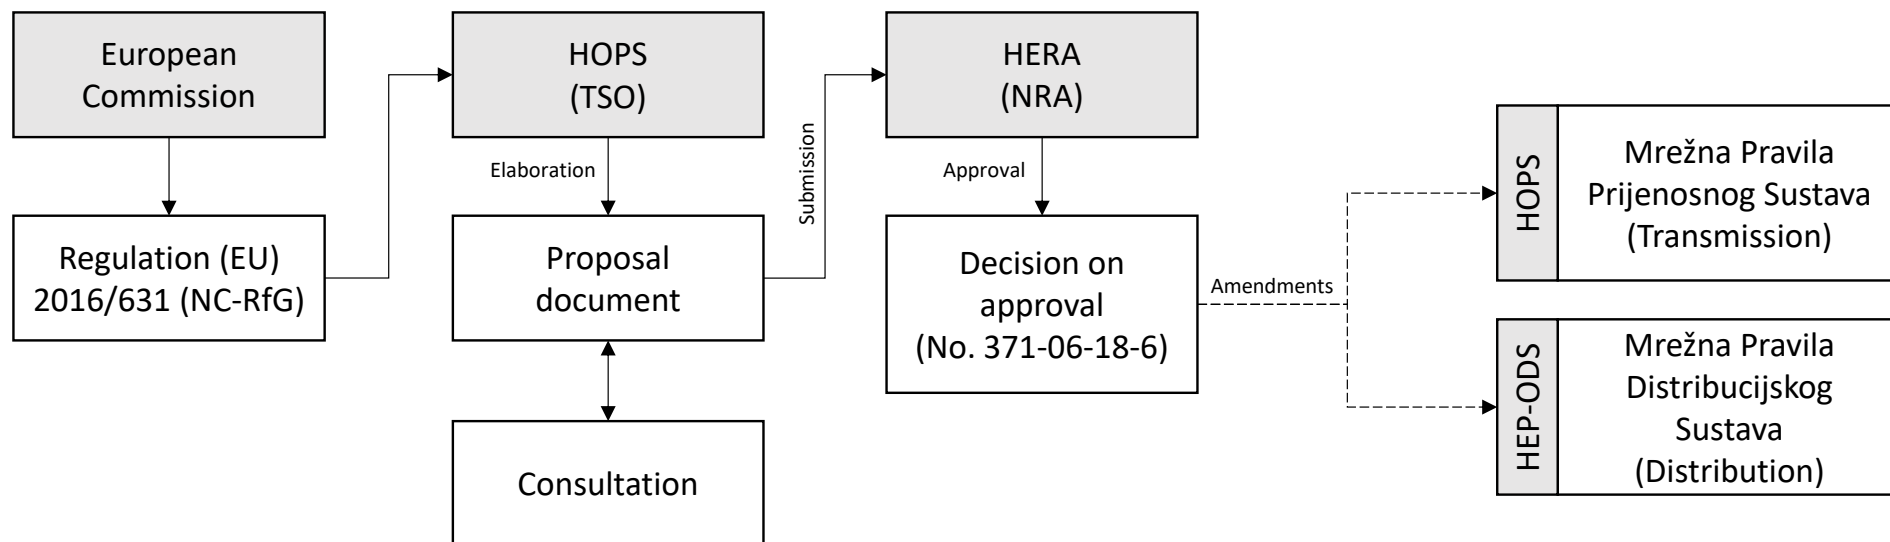 European
Commission
Regulation (EU)
2016/631 (NC-RfG)
HOPS
(TSO)
Elaboration
Proposal
document
Consultation
Submission
HERA
(NRA)
Approval
Decision on
approval
(No. 371-06-18-6)
Amendments
HOPS
Mrežna Pravila
Prijenosnog Sustava
(Transmission)
HEP-ODS
Mrežna Pravila
Distribucijskog
Sustava
(Distribution)